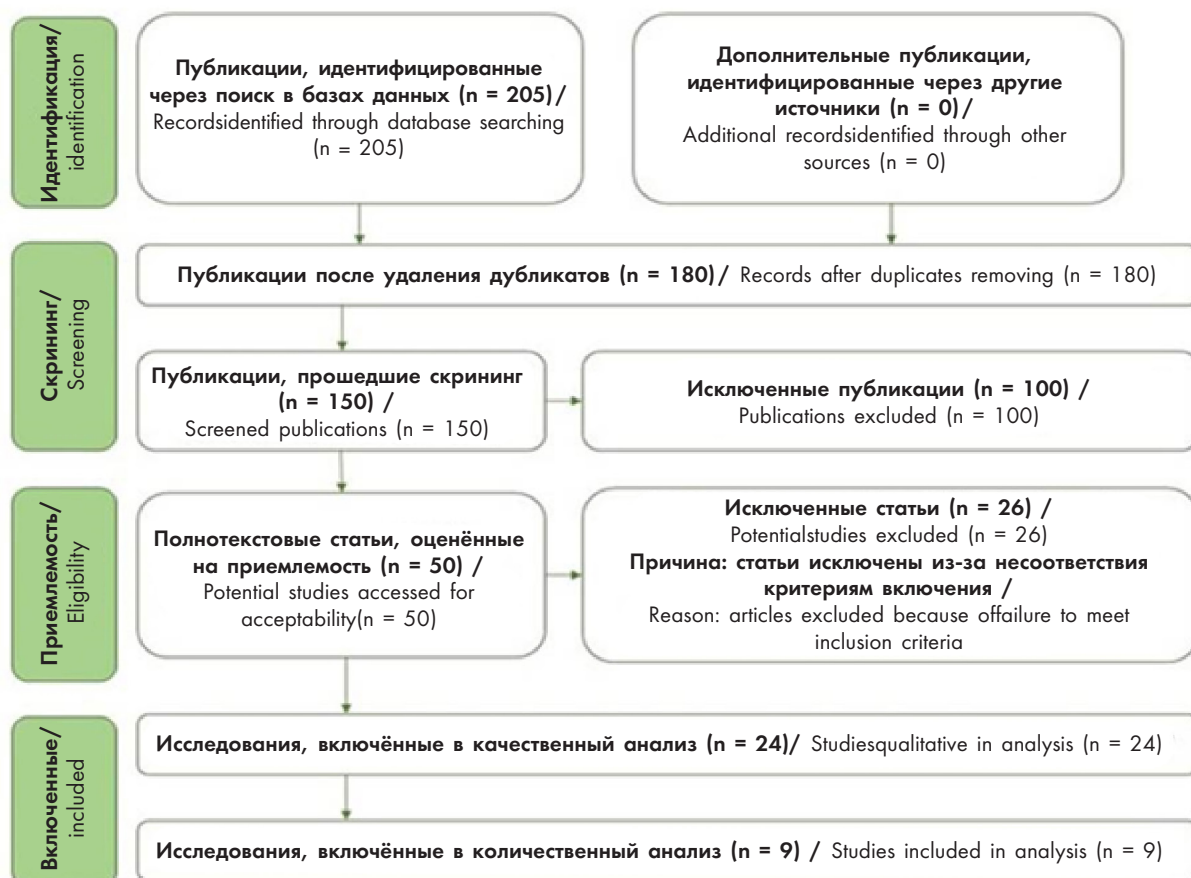 Идентификация/
identification
Публикации, идентифицированные
через поиск в базах данных (n = 205)/
Recordsidentified through database searching
(n = 205)
Дополнительные публикации,
идентифицированные через другие
источники (n = 0)/
Additional recordsidentified through other
sources (n = 0)
Скрининг/
Screening
Публикации после удаления дубликатов (n = 180)/ Records after duplicates removing (n = 180)
Публикации, прошедшие скрининг
(n = 150) /
Screened publications (n = 150)
Исключенные публикации (n = 100) /
Publications excluded (n = 100)
Приемлемость/
Eligibility
Полнотекстовые статьи, оценённые
на приемлемость (n = 50) /
Potential studies accessed for
acceptability(n = 50)
Исключенные статьи (n = 26) /
Potentialstudies excluded (n = 26)
Причина: статьи исключены из-за несоответствия
критериям включения /
Reason: articles excluded because offailure to meet
inclusion criteria
Включенные/
included
Исследования, включённые в качественный анализ (n = 24)/ Studiesqualitative in analysis (n = 24)
Исследования, включённые в количественный анализ (n = 9) / Studies included in analysis (n = 9)